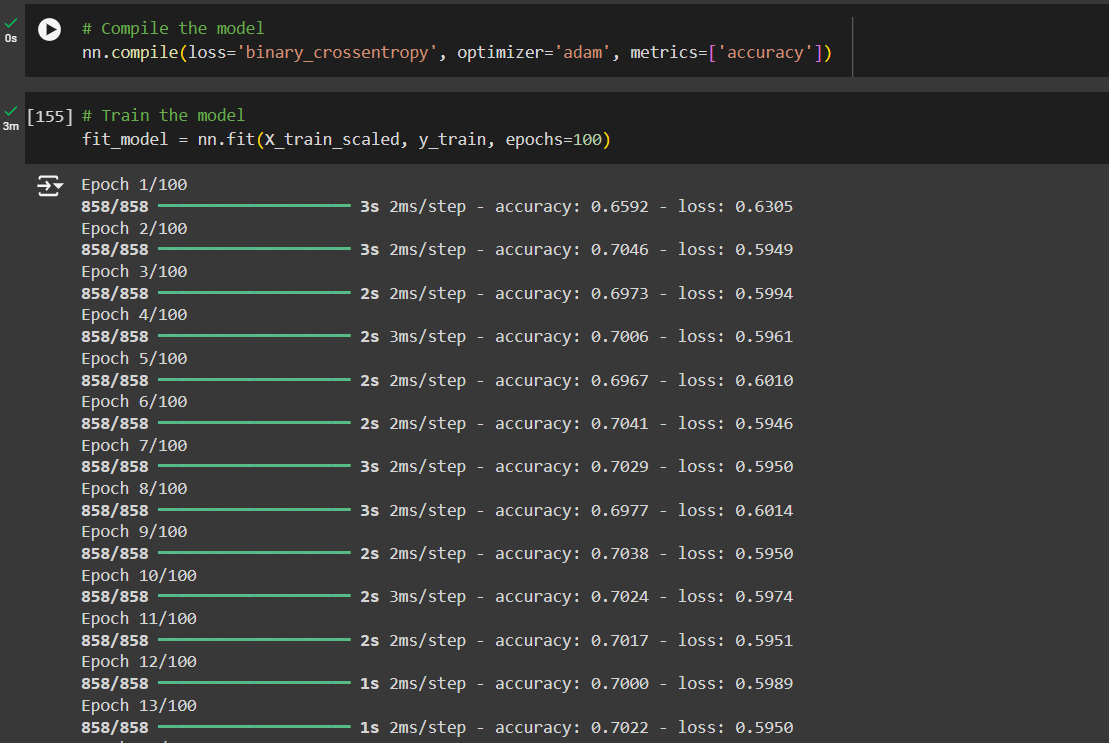 # Compile the model
0s
nn.compile(loss='binary_crossentropy', optimizer='adam', metrics=['accuracy'])
[155] # Train the model
3m
fit_model = nn.fit(X_train_scaled, y_train, epochs=100)
Epoch 1/100
858/858 3s 2ms/step - accuracy: 0.6592 - loss: 0.6305
Epoch 2/100
858/858 3s 2ms/step - accuracy: 0.7046 - loss: 0.5949
Epoch 3/100
858/858 2s 2ms/step - accuracy: 0.6973 - loss: 0.5994
Epoch 4/100
858/858 2s 3ms/step - accuracy: 0.7006 - loss: 0.5961
Epoch 5/100
858/858 2s 2ms/step - accuracy: 0.6967 - loss: 0.6010
Epoch 6/100
858/858 2s 2ms/step - accuracy: 0.7041 - loss: 0.5946
Epoch 7/100
858/858 3s 2ms/step - accuracy: 0.7029 - loss: 0.5950
Epoch 8/100
858/858 3s 2ms/step - accuracy: 0.6977 - loss: 0.6014
Epoch 9/100
858/858 2s 2ms/step - accuracy: 0.7038 - loss: 0.5950
Epoch 10/100
858/858 2s 3ms/step - accuracy: 0.7024 - loss: 0.5974
Epoch 11/100
858/858 2s 2ms/step - accuracy: 0.7017 - loss: 0.5951
Epoch 12/100
858/858 1s 2ms/step - accuracy: 0.7000 - loss: 0.5989
Epoch 13/100
858/858 1s 2ms/step - accuracy: 0.7022 - loss: 0.5950